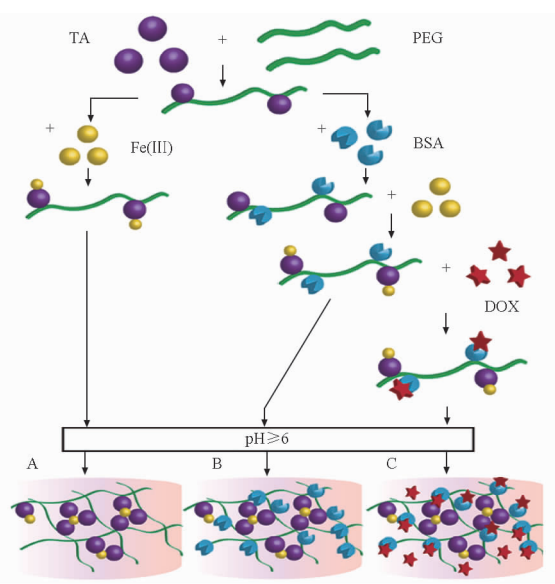 TA
+
PEG
+
Fe(III)
+
BSA
+
+
DOX
pH⩾6
A
B
C